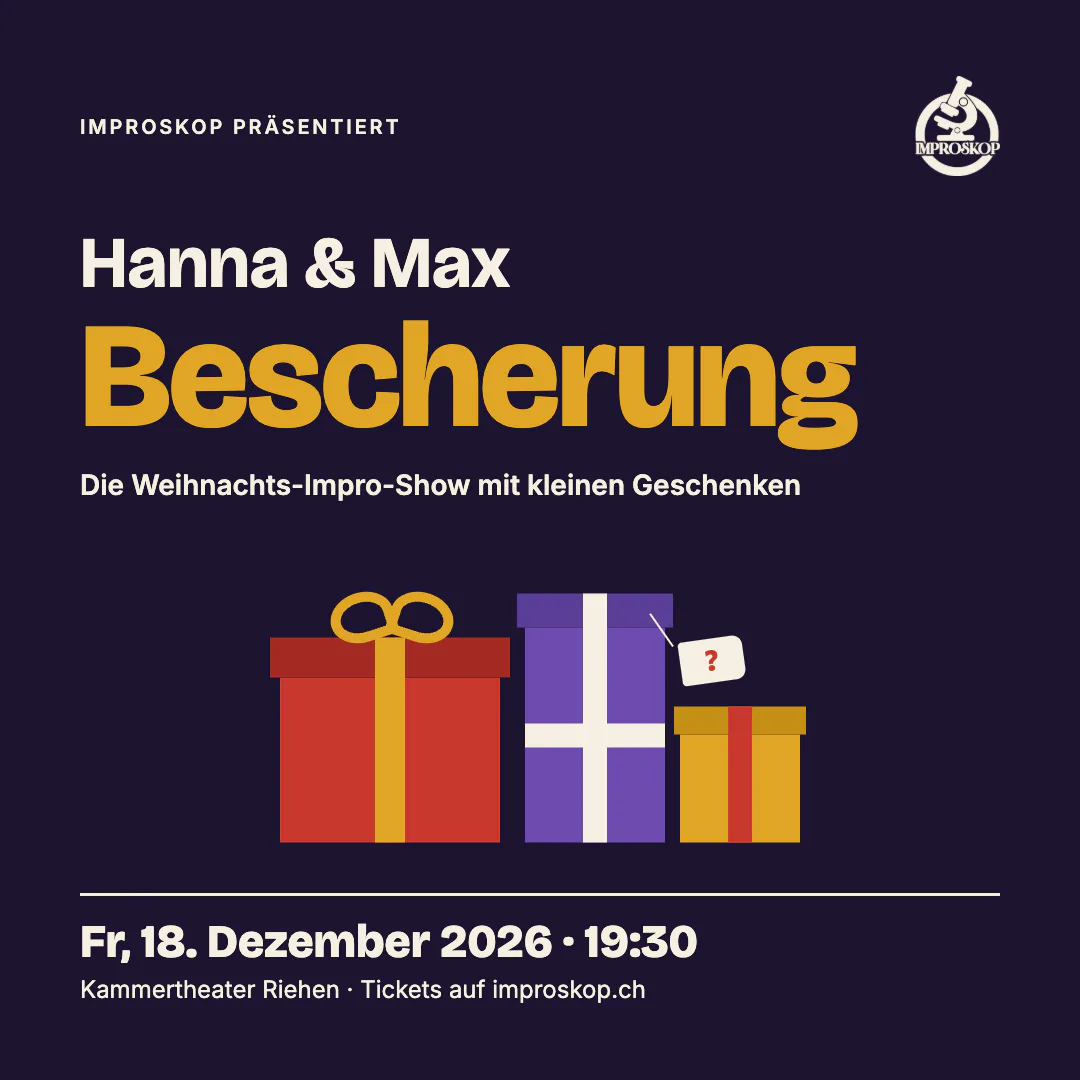 IMPROSKOP PRÄSENTIERT
IMPROSKOP
Hanna & Max
Bescherung
Die Weihnachts-Impro-Show mit kleinen Geschenken
?
Fr, 18. Dezember 2026 · 19:30
Kammertheater Riehen · Tickets auf improskop.ch